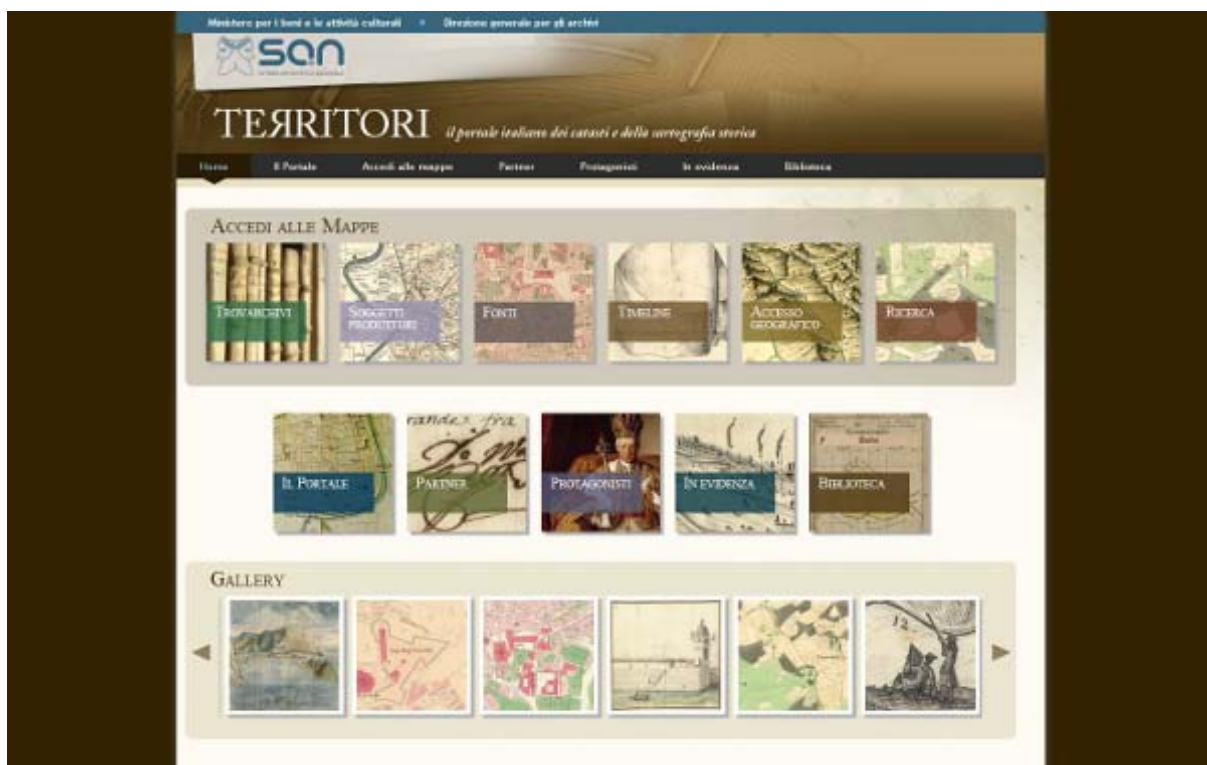 Ministero per i beni e le attività culturali • Direzione generale per gli archivi
san
TEЯRITORI il portale italiano dei catasti e della cartografia storica
Home Il Portale Accedi alle mappe Partner Protagonisti In evidenza Biblioteca
ACCEDI ALLE MAPPE
TROVARCHIVI SOGGETTI PRODUTTORI FONTI TIMELINE ACCESSO GEOGRAFICO RICERCA
IL PORTALE PARTNER PROTAGONISTI IN EVIDENZA BIBLIOTECA
GALLERY
12